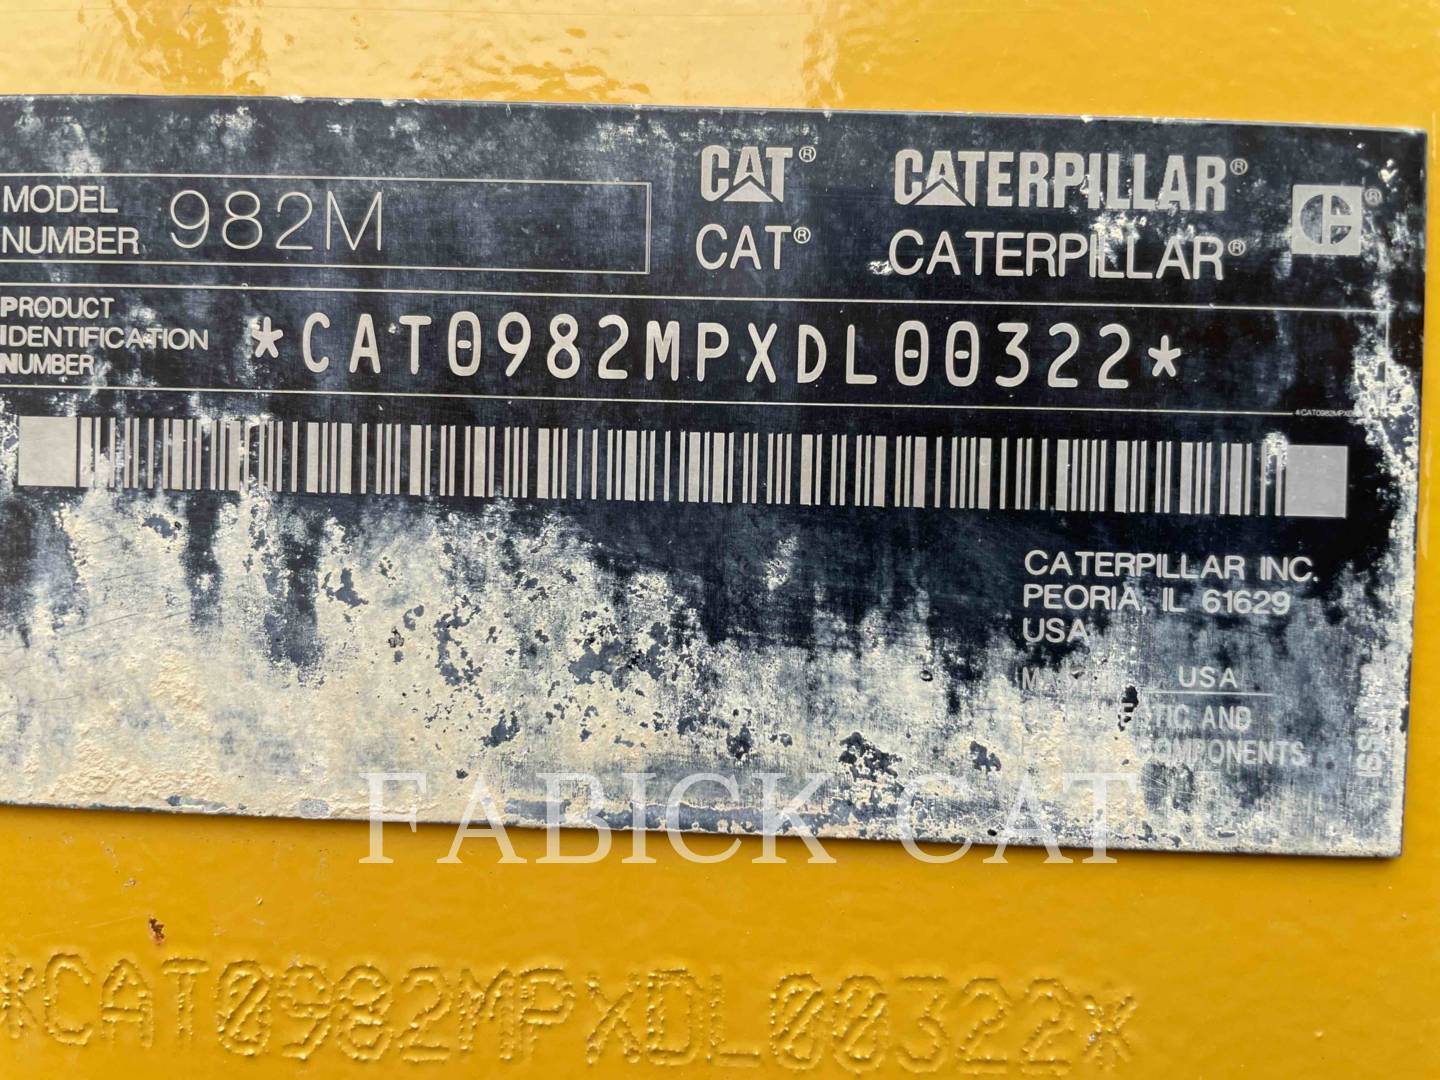 MODEL NUMBER 982M
CAT® CATERPILLAR®
CAT® CATERPILLAR®
PRODUCT IDENTIFICATION NUMBER *CAT0982MPXDL00322*
CATERPILLAR INC.
PEORIA, IL 61629
USA
USA
AND
COMPONENTS
FABICK CAT
*CAT0982MPXDL00322*